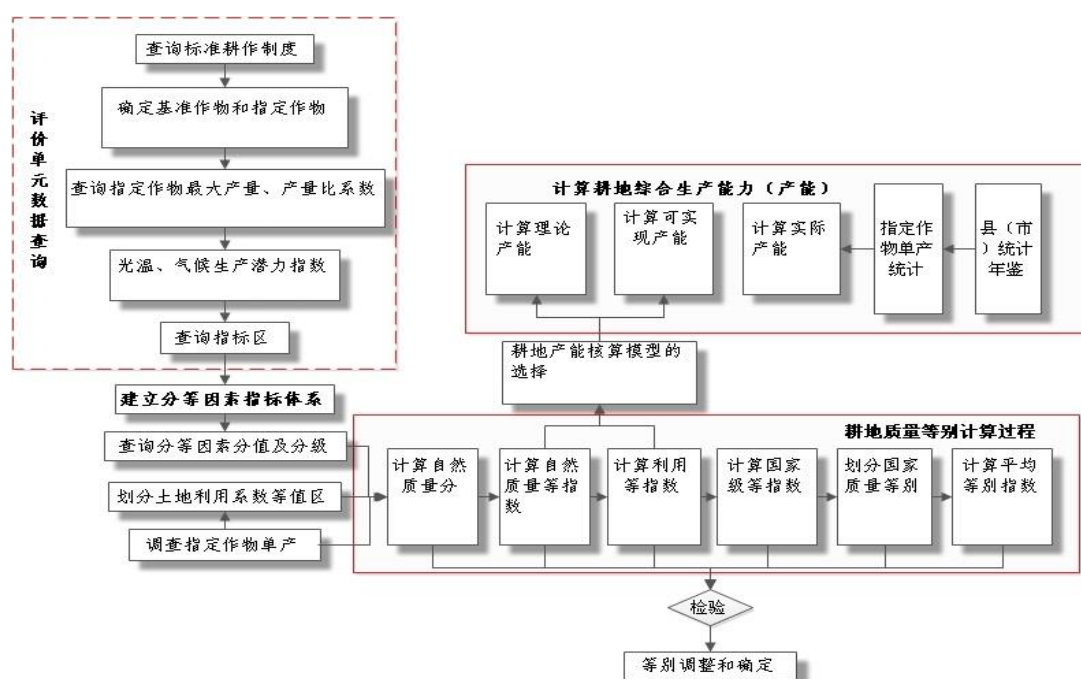 评价单元数据查询
查询标准耕作制度
确定基准作物和指定作物
查询指定作物最大产量、产量比系数
光温、气候生产潜力指数
查询指标区
建立分等因素指标体系
查询分等因素分值及分级
划分土地利用系数等值区
调查指定作物单产
计算耕地综合生产能力（产能）
计算理论
产能
计算可实
现产能
计算实际
产能
指定作
物单产
统计
县（市
）统计
年鉴
耕地产能核算模型的
选择
耕地质量等别计算过程
计算自然
质量分
计算自然
质量等指
数
计算利用
等指数
计算国家
级等指数
划分国家
质量等别
计算平均
等别指数
检验
等别调整和确定